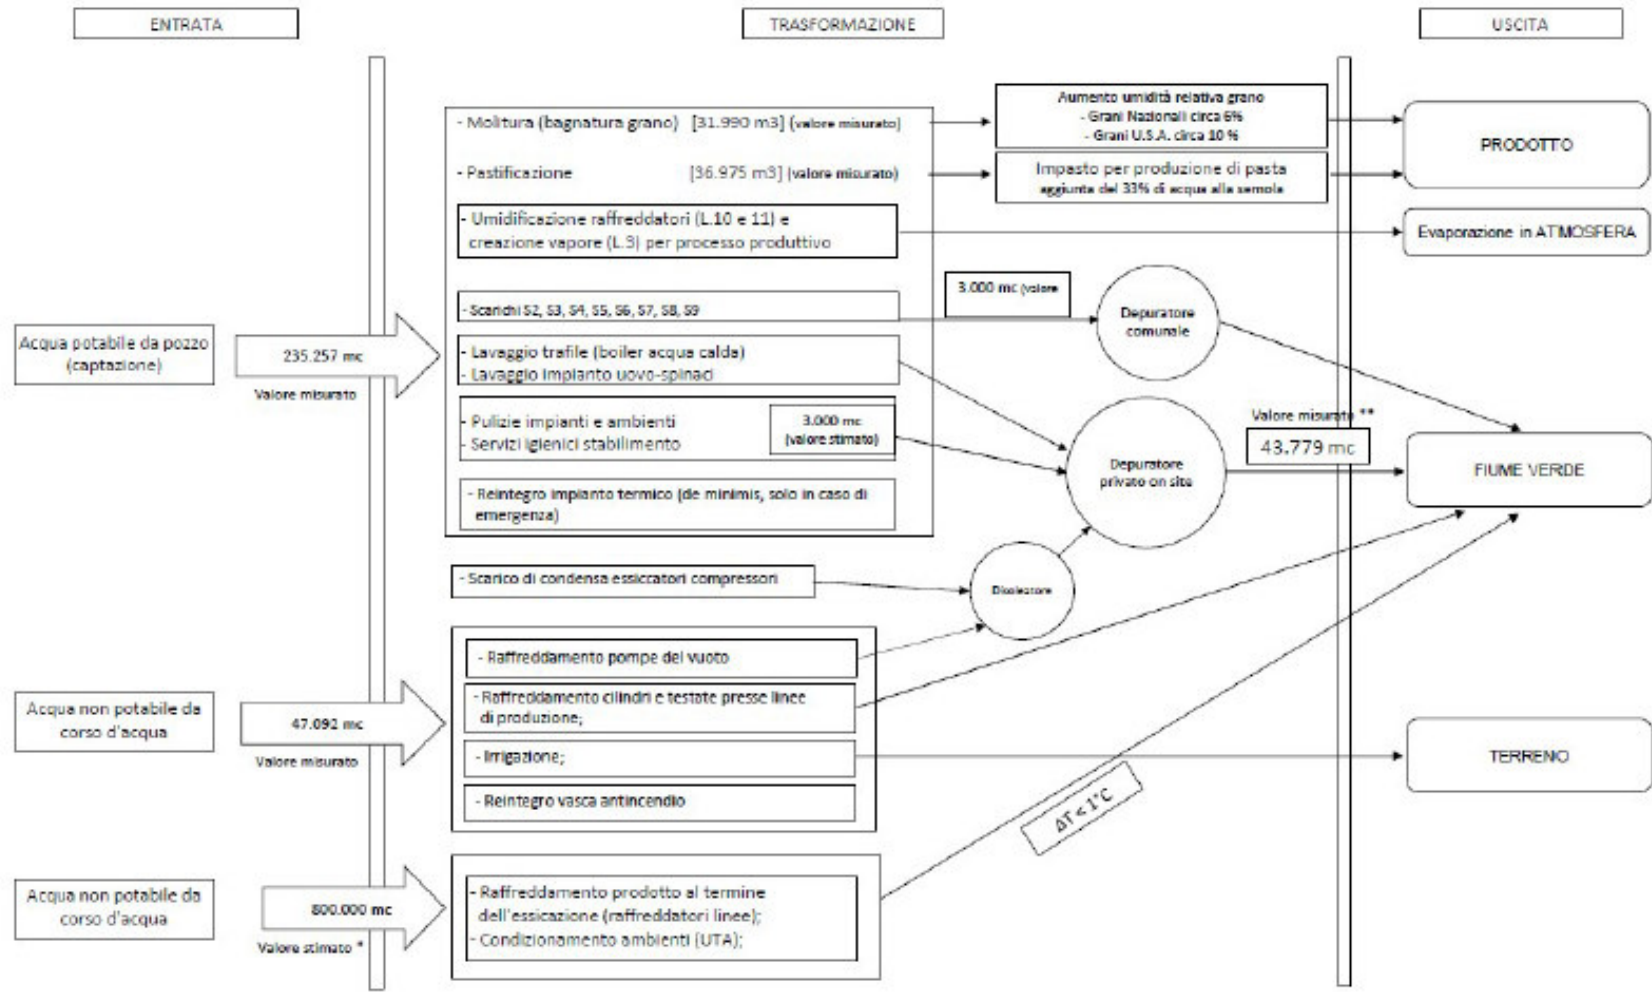 ENTRATA
TRASFORMAZIONE
USCITA
Acqua potabile da pozzo
(captazione)
235.257 mc
Valore misurato
- Molitura (bagnatura grano) [31.990 m3] (valore misurato)
- Pastificazione [36.975 m3] (valore misurato)
- Umidificazione raffreddatori (L.10 e 11) e
creazione vapore (L.3) per processo produttivo
- Scarichi S2, S3, S4, S5, S6, S7, S8, S9
- Lavaggio trafile (boiler acqua calda)
- Lavaggio impianto uovo-spinaci
- Pulizie impianti e ambienti
- Servizi igienici stabilimento
3.000 mc
(valore stimato)
- Reintegro impianto termico (de minimis, solo in caso di
emergenza)
Aumento umidità relativa grano
- Grani Nazionali circa 6%
- Grani U.S.A. circa 10 %
Impasto per produzione di pasta
aggiunta del 33% di acqua alla semola
3.000 mc (valore
Depuratore
comunale
Depuratore
privato on site
Valore misurato **
43.779 mc
PRODOTTO
Evaporazione in ATMOSFERA
FIUME VERDE
- Scarico di condensa essiccatori compressori
Disoleatore
Acqua non potabile da
corso d'acqua
47.092 mc
Valore misurato
- Raffreddamento pompe del vuoto
- Raffreddamento cilindri e testate presse linee
di produzione;
- Irrigazione;
- Reintegro vasca antincendio
TERRENO
ΔT < 1°C
Acqua non potabile da
corso d'acqua
800.000 mc
Valore stimato *
- Raffreddamento prodotto al termine
dell'essicazione (raffreddatori linee);
- Condizionamento ambienti (UTA);